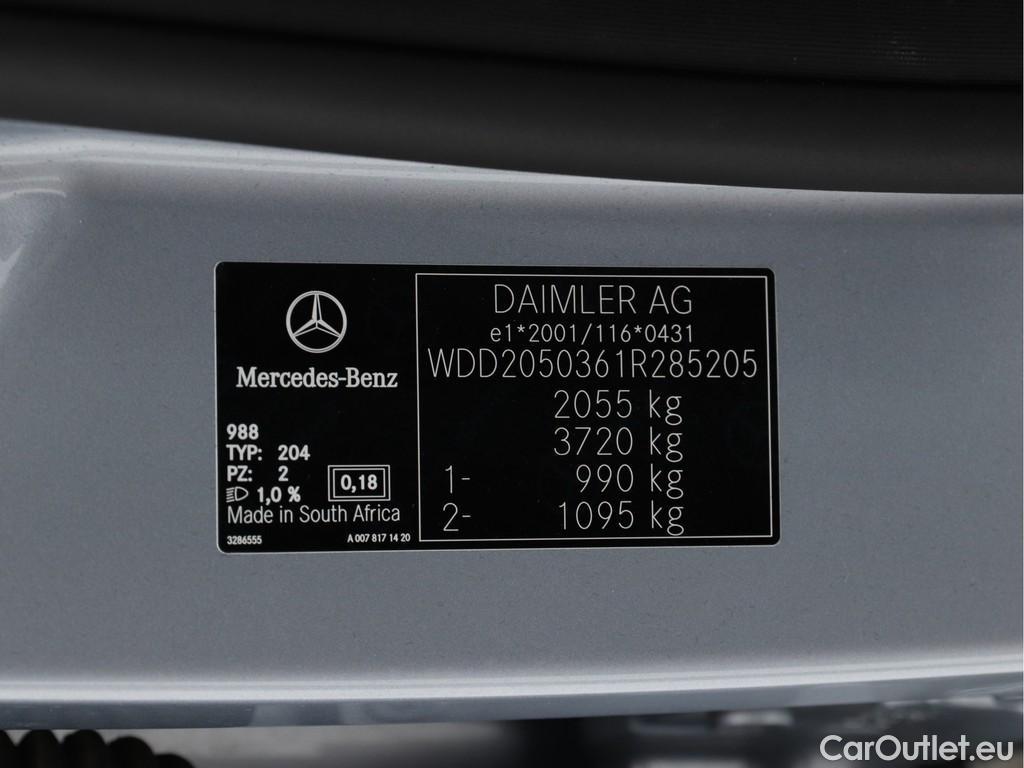 Mercedes-Benz
988
TYP: 204
PZ: 2
1,0 %
0,18
Made in South Africa
3286555
A 007 817 14 20
DAIMLER AG
e1*2001/116*0431
WDD2050361R285205
2055 kg
3720 kg
1- 990 kg
2- 1095 kg
CarOutlet.eu